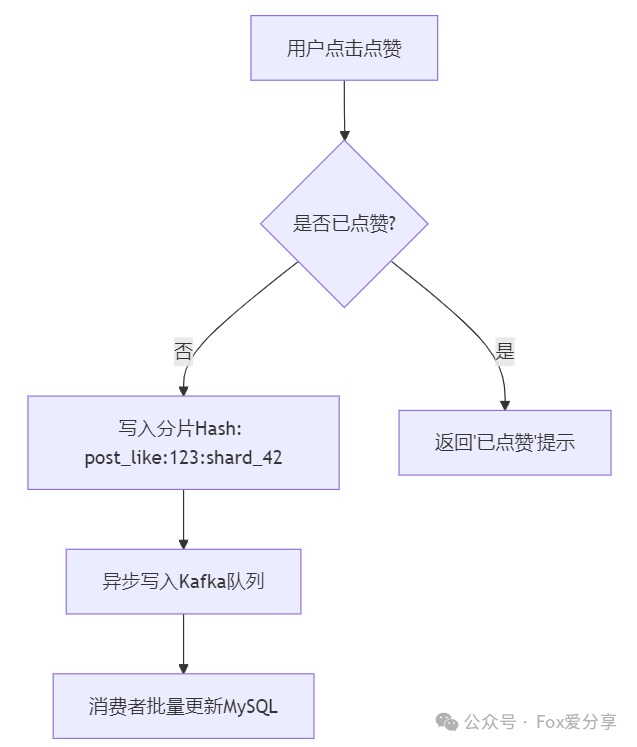 用户点击点赞
是否已点赞?
否
是
写入分片Hash:
post_like:123:shard_42
返回'已点赞'提示
异步写入Kafka队列
消费者批量更新MySQL
公众号 · Fox爱分享